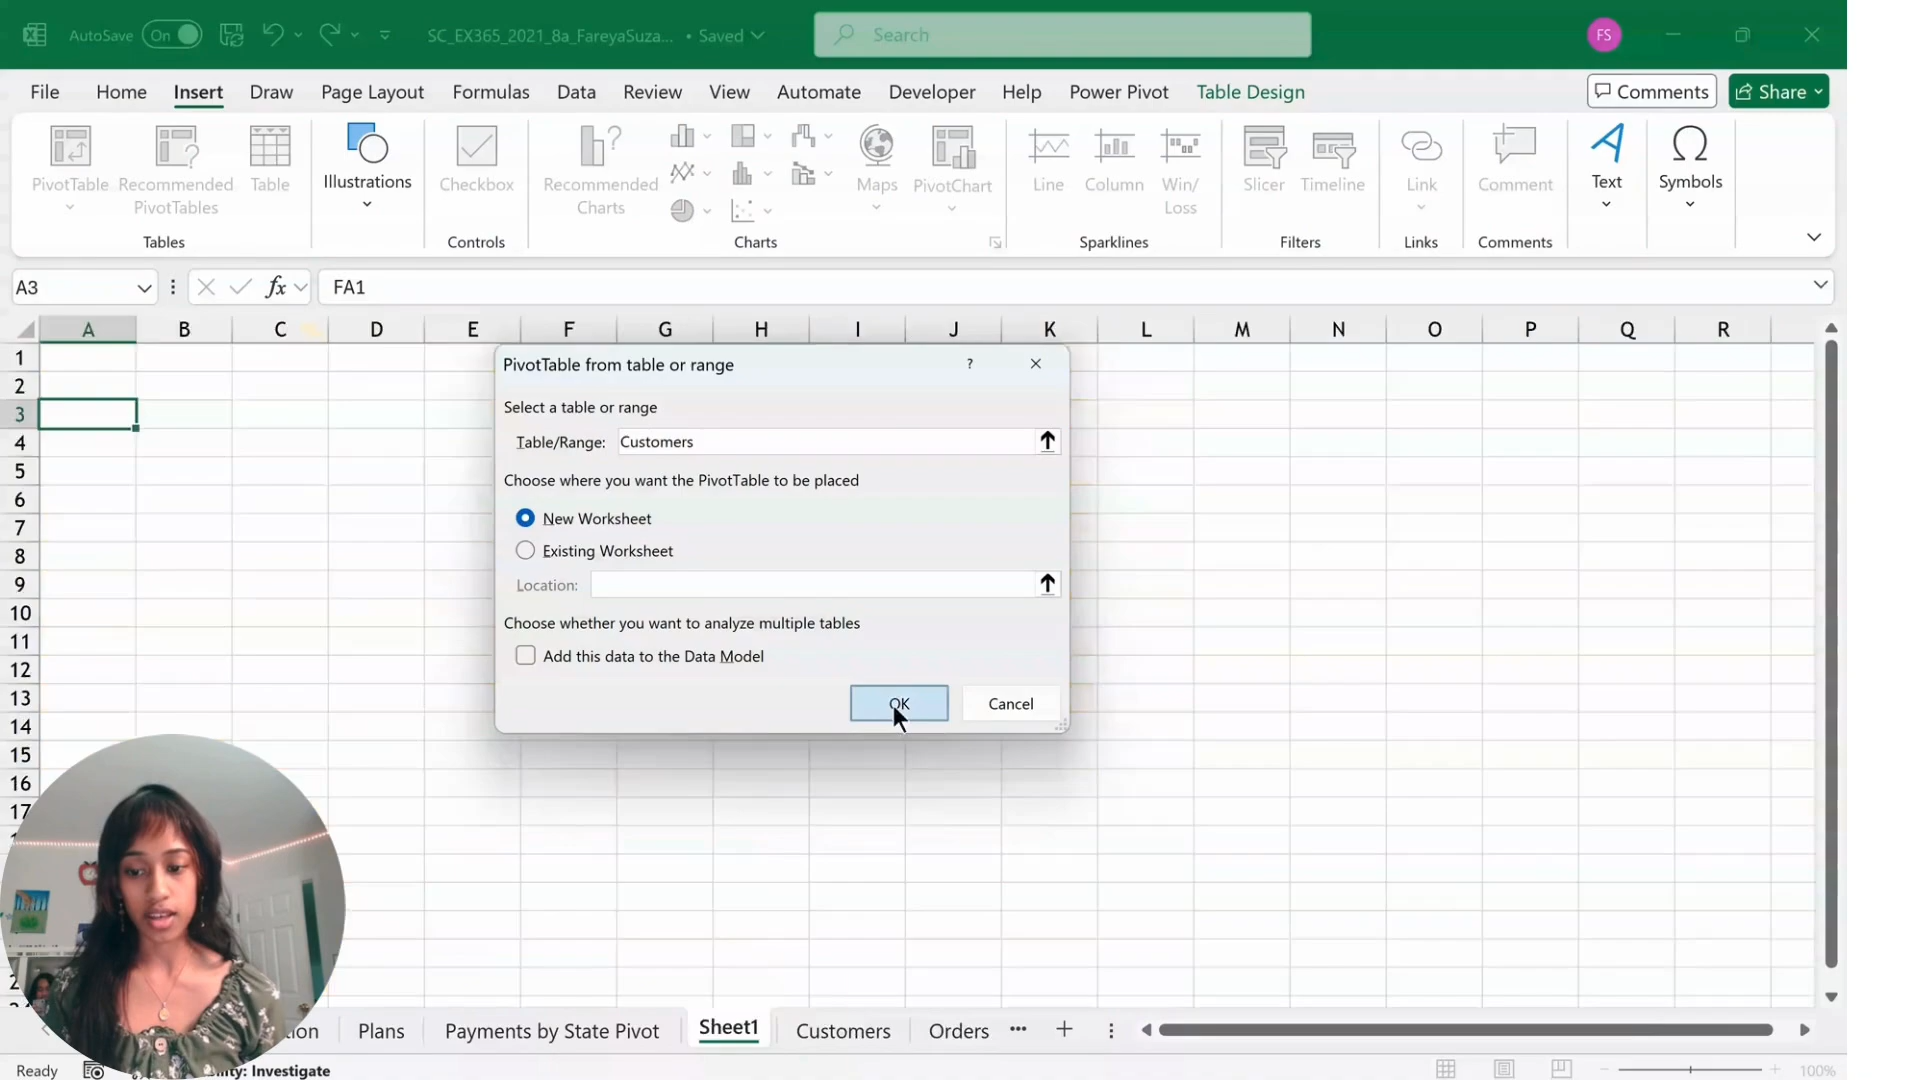 AutoSave On SC_EX365_2021_8a_FareyaSuza... • Saved Search FS
File Home Insert Draw Page Layout Formulas Data Review View Automate Developer Help Power Pivot Table Design Comments Share
PivotTable Recommended PivotTables Table Illustrations Checkbox Recommended Charts Maps PivotChart Line Column Win/Loss Slicer Timeline Link Comment Text Symbols
Tables Controls Charts Sparklines Filters Links Comments
A3 fx FA1
A B C D E F G H I J K L M N O P Q R
1
2
3
4
5
6
7
8
9
10
11
12
13
14
15
16
17
PivotTable from table or range ?
Select a table or range
Table/Range: Customers
Choose where you want the PivotTable to be placed
New Worksheet
Existing Worksheet
Location:
Choose whether you want to analyze multiple tables
Add this data to the Data Model
OK Cancel
Plans Payments by State Pivot Sheet1 Customers Orders ••• +
Ready Investigate 100%